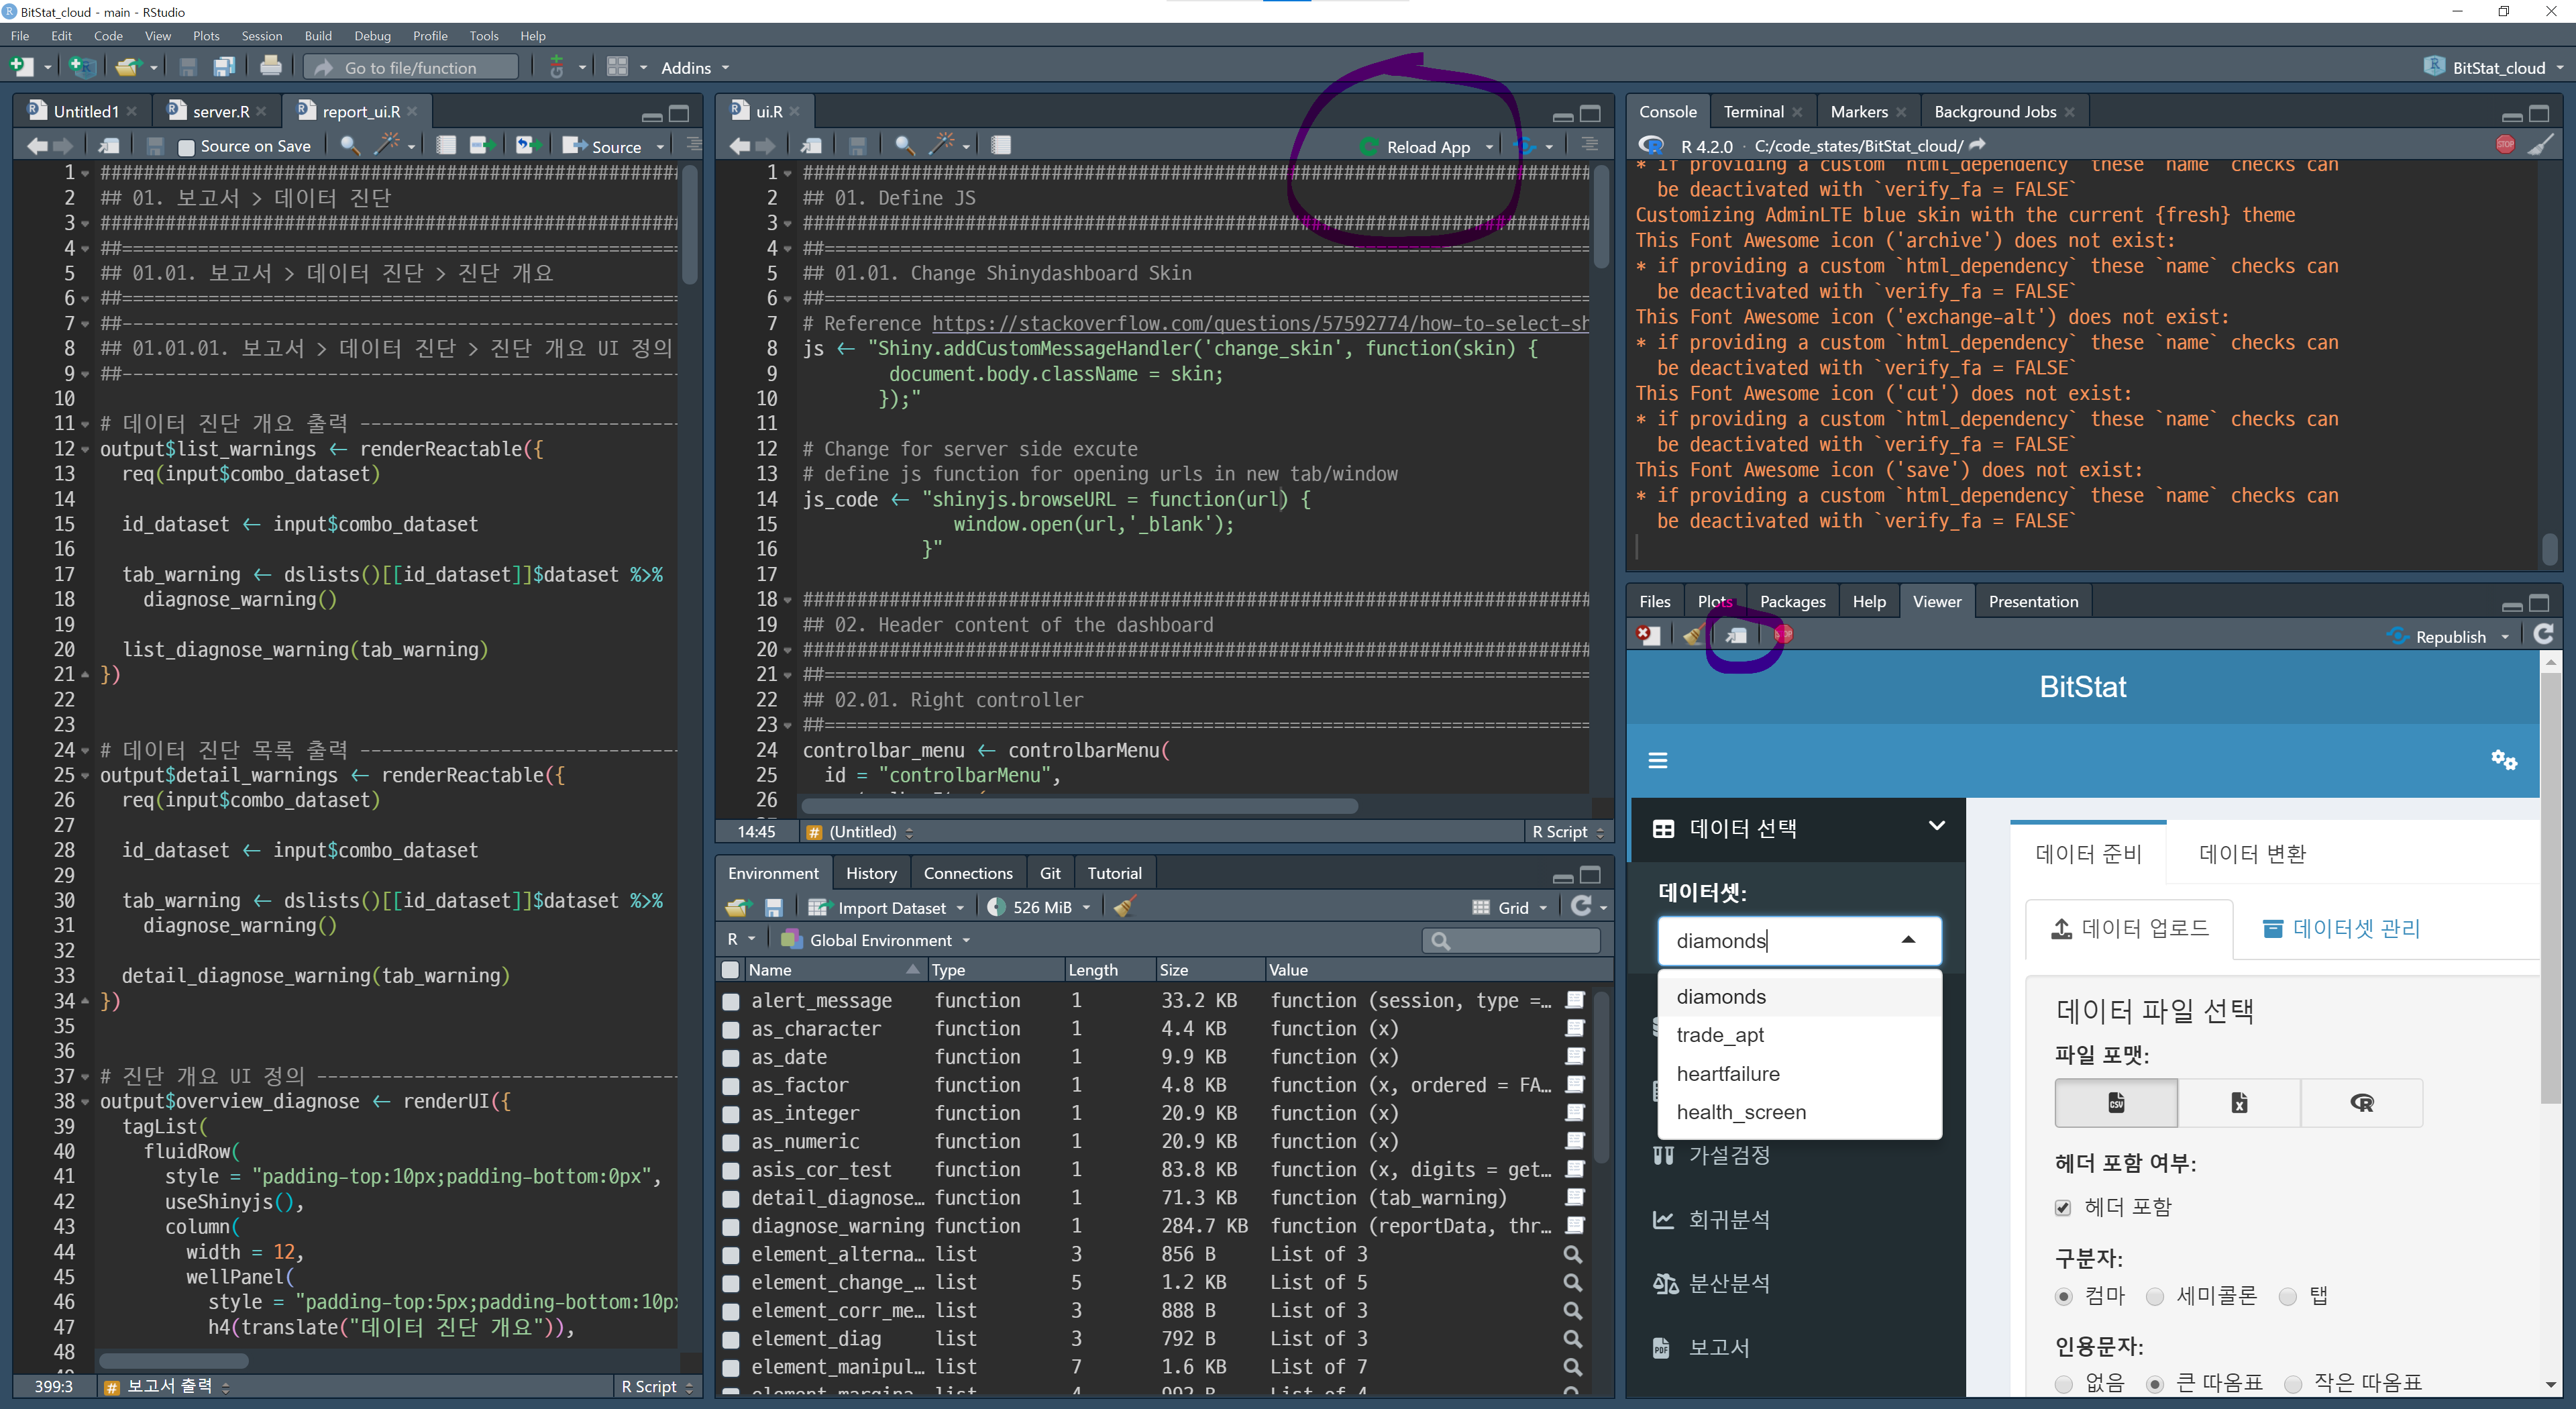 BitStat_cloud - main - RStudio
File Edit Code View Plots Session Build Debug Profile Tools Help
Go to file/function
Addins
BitStat_cloud
Untitled1
server.R
report_ui.R
Source on Save
Source
1 ####################################################
2 ## 01. 보고서 > 데이터 진단
3 ####################################################
4 ##==================================================
5 ## 01.01. 보고서 > 데이터 진단 > 진단 개요
6 ##==================================================
7 ##--------------------------------------------------
8 ## 01.01.01. 보고서 > 데이터 진단 > 진단 개요 UI 정의
9 ##--------------------------------------------------
10
11 # 데이터 진단 개요 출력 ------------------------------
12 output$list_warnings <- renderReactable({
13 req(input$combo_dataset)
14
15 id_dataset <- input$combo_dataset
16
17 tab_warning <- dslists()[[id_dataset]]$dataset %>%
18 diagnose_warning()
19
20 list_diagnose_warning(tab_warning)
21 })
22
23
24 # 데이터 진단 목록 출력 ------------------------------
25 output$detail_warnings <- renderReactable({
26 req(input$combo_dataset)
27
28 id_dataset <- input$combo_dataset
29
30 tab_warning <- dslists()[[id_dataset]]$dataset %>%
31 diagnose_warning()
32
33 detail_diagnose_warning(tab_warning)
34 })
35
36
37 # 진단 개요 UI 정의 ----------------------------------
38 output$overview_diagnose <- renderUI({
39 tagList(
40 fluidRow(
41 style = "padding-top:10px;padding-bottom:0px",
42 useShinyjs(),
43 column(
44 width = 12,
45 wellPanel(
46 style = "padding-top:5px;padding-bottom:10p
47 h4(translate("데이터 진단 개요")),
48
399:3
# 보고서 출력
R Script
ui.R
Reload App
1 ##########################################################################
2 ## 01. Define JS
3 ##########################################################################
4 ##========================================================================
5 ## 01.01. Change Shinydashboard Skin
6 ##========================================================================
7 # Reference https://stackoverflow.com/questions/57592774/how-to-select-sh
8 js <- "Shiny.addCustomMessageHandler('change_skin', function(skin) {
9 document.body.className = skin;
10 });"
11
12 # Change for server side excute
13 # define js function for opening urls in new tab/window
14 js_code <- "shinyjs.browseURL = function(url) {
15 window.open(url,'_blank');
16 }"
17
18 ##########################################################################
19 ## 02. Header content of the dashboard
20 ##########################################################################
21 ##========================================================================
22 ## 02.01. Right controller
23 ##========================================================================
24 controlbar_menu <- controlbarMenu(
25 id = "controlbarMenu",
26
14:45
# (Untitled)
R Script
Environment History Connections Git Tutorial
Import Dataset
526 MiB
Grid
R
Global Environment
Name Type Length Size Value
alert_message function 1 33.2 KB function (session, type =…
as_character function 1 4.4 KB function (x)
as_date function 1 9.9 KB function (x)
as_factor function 1 4.8 KB function (x, ordered = FA…
as_integer function 1 20.9 KB function (x)
as_numeric function 1 20.9 KB function (x)
asis_cor_test function 1 83.8 KB function (x, digits = get…
detail_diagnose… function 1 71.3 KB function (tab_warning)
diagnose_warning function 1 284.7 KB function (reportData, thr…
element_alterna… list 3 856 B List of 3
element_change_… list 5 1.2 KB List of 5
element_corr_me… list 3 888 B List of 3
element_diag list 3 792 B List of 3
element_manipul… list 7 1.6 KB List of 7
element_margina… list 4 992 B List of 4
Console Terminal Markers Background Jobs
R 4.2.0 · C:/code_states/BitStat_cloud/
STOP
* if providing a custom `html_dependency` these `name` checks can
be deactivated with `verify_fa = FALSE`
Customizing AdminLTE blue skin with the current {fresh} theme
This Font Awesome icon ('archive') does not exist:
* if providing a custom `html_dependency` these `name` checks can
be deactivated with `verify_fa = FALSE`
This Font Awesome icon ('exchange-alt') does not exist:
* if providing a custom `html_dependency` these `name` checks can
be deactivated with `verify_fa = FALSE`
This Font Awesome icon ('cut') does not exist:
* if providing a custom `html_dependency` these `name` checks can
be deactivated with `verify_fa = FALSE`
This Font Awesome icon ('save') does not exist:
* if providing a custom `html_dependency` these `name` checks can
be deactivated with `verify_fa = FALSE`
Files Plots Packages Help Viewer Presentation
Republish
BitStat
데이터 선택
데이터셋:
diamonds
diamonds
trade_apt
heartfailure
health_screen
가설검정
회귀분석
분산분석
보고서
데이터 준비
데이터 변환
데이터 업로드
데이터셋 관리
데이터 파일 선택
파일 포맷:
헤더 포함 여부:
헤더 포함
구분자:
컴마 세미콜론 탭
인용문자:
없음 큰 따옴표 작은 따옴표